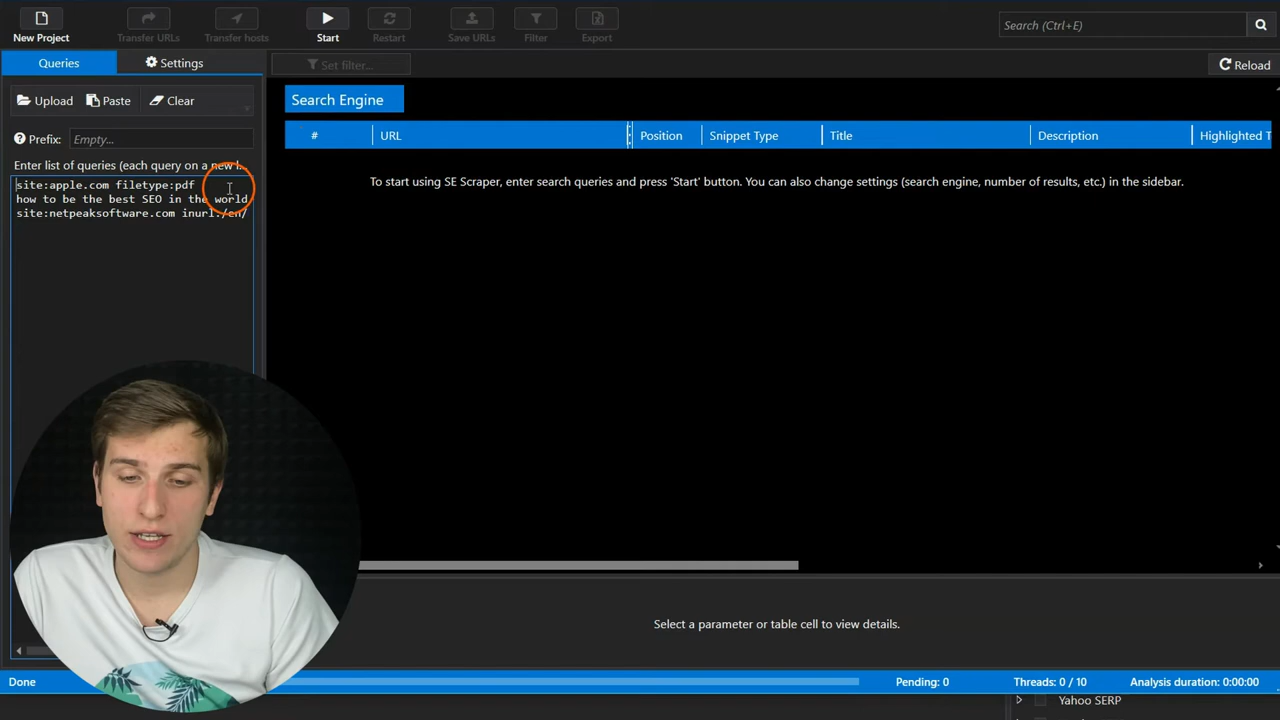 New Project
Transfer URLs
Transfer hosts
Start
Restart
Save URLs
Filter
Export
Search (Ctrl+E)
Queries
Settings
Set filter...
Reload
Upload
Paste
Clear
Search Engine
Prefix:
Empty...
# URL Position Snippet Type Title Description Highlighted T
Enter list of queries (each query on a new l...
site:apple.com filetype:pdf
how to be the best SEO in the world
site:netpeaksoftware.com inurl:/en/
To start using SE Scraper, enter search queries and press 'Start' button. You can also change settings (search engine, number of results, etc.) in the sidebar.
Select a parameter or table cell to view details.
Done
Pending: 0
Threads: 0 / 10
Analysis duration: 0:00:00
Yahoo SERP